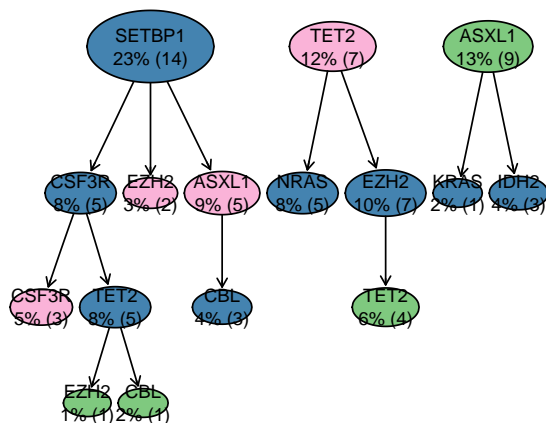 SETBP1
23% (14)
TET2
12% (7)
ASXL1
13% (9)
CSF3R
8% (5)
EZH2
3% (2)
ASXL1
9% (5)
NRAS
8% (5)
EZH2
10% (7)
KRAS
2% (1)
IDH2
4% (3)
CSF3R
5% (3)
TET2
8% (5)
CBL
4% (3)
TET2
6% (4)
EZH2
1% (1)
CBL
2% (1)